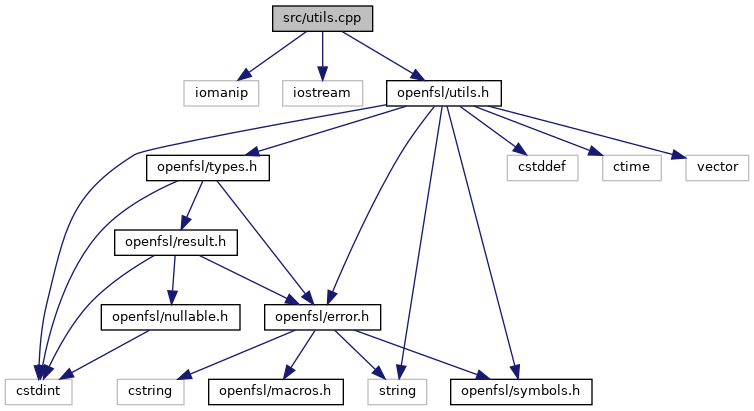 src/utils.cpp
iomanip
iostream
openfsl/utils.h
openfsl/types.h
cstddef
ctime
vector
openfsl/result.h
openfsl/nullable.h
openfsl/error.h
cstdint
cstring
openfsl/macros.h
string
openfsl/symbols.h